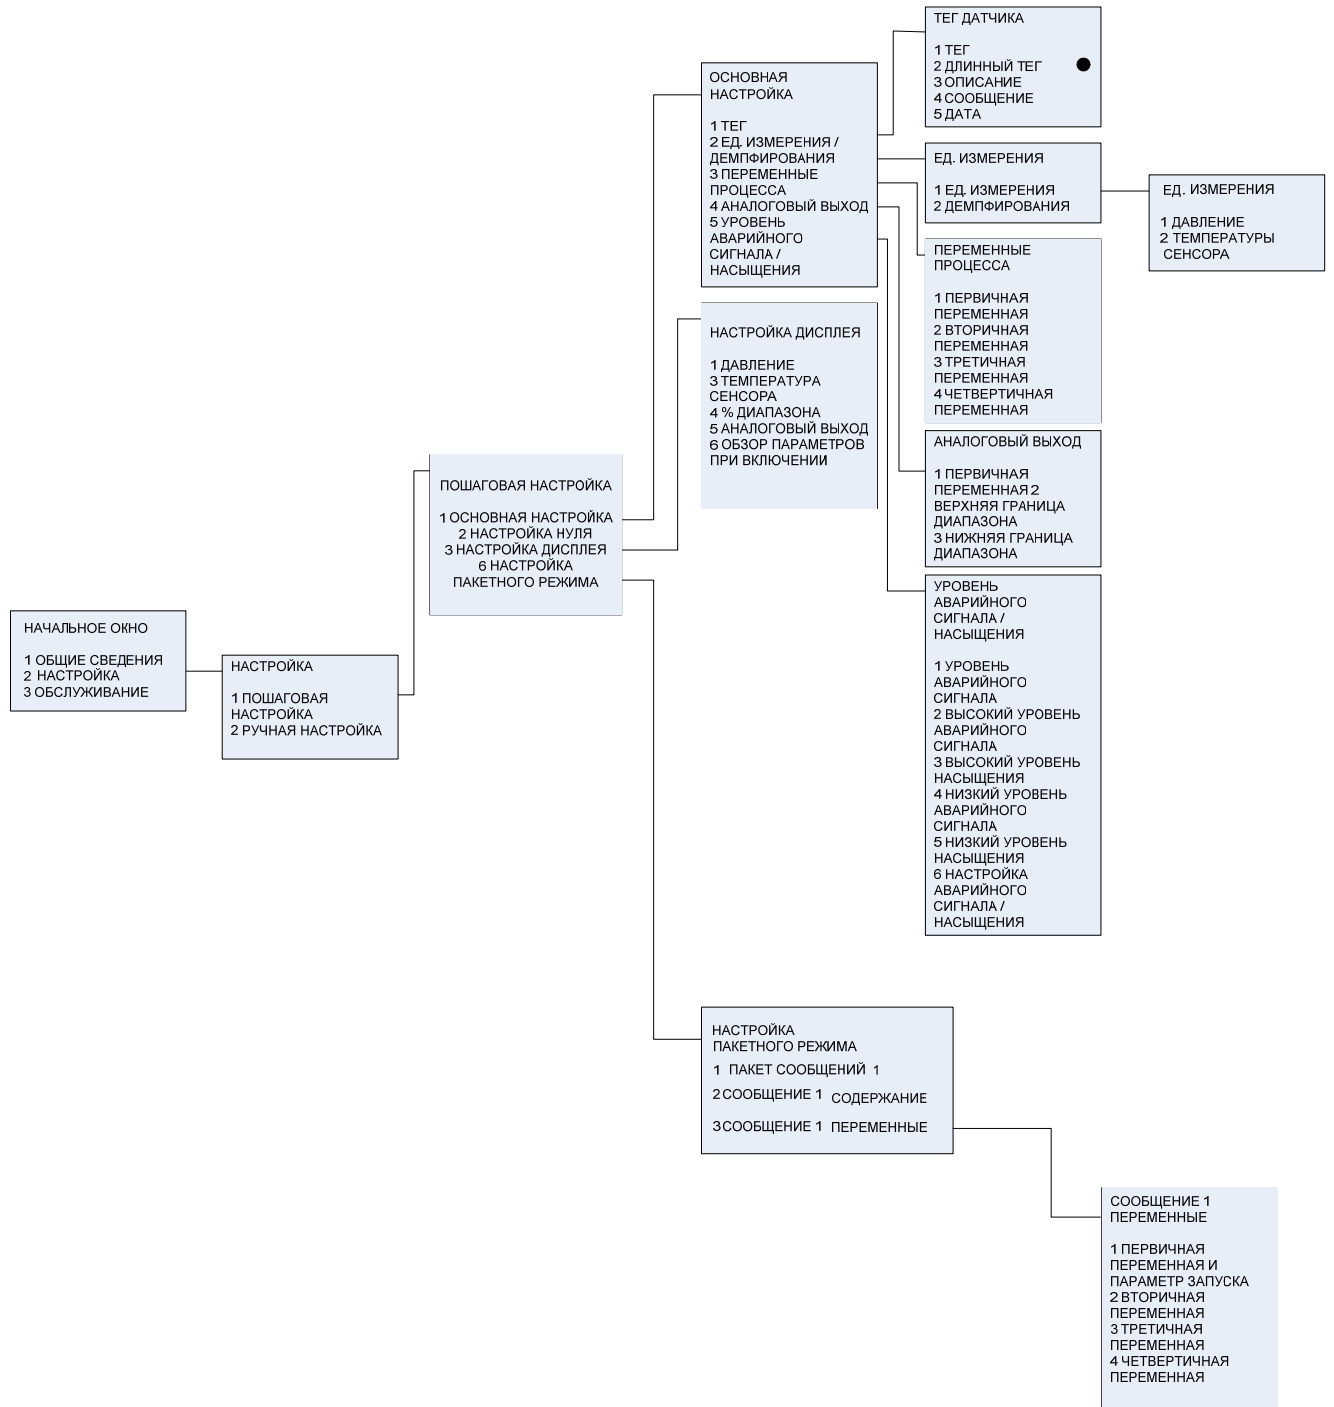 НАЧАЛЬНОЕ ОКНО
1 ОБЩИЕ СВЕДЕНИЯ
2 НАСТРОЙКА
3 ОБСЛУЖИВАНИЕ
НАСТРОЙКА
1 ПОШАГОВАЯ
НАСТРОЙКА
2 РУЧНАЯ НАСТРОЙКА
ПОШАГОВАЯ НАСТРОЙКА
1 ОСНОВНАЯ НАСТРОЙКА
2 НАСТРОЙКА НУЛЯ
3 НАСТРОЙКА ДИСПЛЕЯ
6 НАСТРОЙКА
ПАКЕТНОГО РЕЖИМА
ОСНОВНАЯ
НАСТРОЙКА
1 ТЕГ
2 ЕД. ИЗМЕРЕНИЯ /
ДЕМПФИРОВАНИЯ
3 ПЕРЕМЕННЫЕ
ПРОЦЕССА
4 АНАЛОГОВЫЙ ВЫХОД
5 УРОВЕНЬ
АВАРИЙНОГО
СИГНАЛА /
НАСЫЩЕНИЯ
НАСТРОЙКА ДИСПЛЕЯ
1 ДАВЛЕНИЕ
3 ТЕМПЕРАТУРА
СЕНСОРА
4 % ДИАПАЗОНА
5 АНАЛОГОВЫЙ ВЫХОД
6 ОБЗОР ПАРАМЕТРОВ
ПРИ ВКЛЮЧЕНИИ
ТЕГ ДАТЧИКА
1 ТЕГ
2 ДЛИННЫЙ ТЕГ
3 ОПИСАНИЕ
4 СООБЩЕНИЕ
5 ДАТА
ЕД. ИЗМЕРЕНИЯ
1 ЕД. ИЗМЕРЕНИЯ
2 ДЕМПФИРОВАНИЯ
ЕД. ИЗМЕРЕНИЯ
1 ДАВЛЕНИЕ
2 ТЕМПЕРАТУРЫ
СЕНСОРА
ПЕРЕМЕННЫЕ
ПРОЦЕССА
1 ПЕРВИЧНАЯ
ПЕРЕМЕННАЯ
2 ВТОРИЧНАЯ
ПЕРЕМЕННАЯ
3 ТРЕТИЧНАЯ
ПЕРЕМЕННАЯ
4 ЧЕТВЕРТИЧНАЯ
ПЕРЕМЕННАЯ
АНАЛОГОВЫЙ ВЫХОД
1 ПЕРВИЧНАЯ
ПЕРЕМЕННАЯ 2
ВЕРХНЯЯ ГРАНИЦА
ДИАПАЗОНА
3 НИЖНЯЯ ГРАНИЦА
ДИАПАЗОНА
УРОВЕНЬ
АВАРИЙНОГО
СИГНАЛА /
НАСЫЩЕНИЯ
1 УРОВЕНЬ
АВАРИЙНОГО
СИГНАЛА
2 ВЫСОКИЙ УРОВЕНЬ
АВАРИЙНОГО
СИГНАЛА
3 ВЫСОКИЙ УРОВЕНЬ
НАСЫЩЕНИЯ
4 НИЗКИЙ УРОВЕНЬ
АВАРИЙНОГО
СИГНАЛА
5 НИЗКИЙ УРОВЕНЬ
НАСЫЩЕНИЯ
6 НАСТРОЙКА
АВАРИЙНОГО
СИГНАЛА /
НАСЫЩЕНИЯ
НАСТРОЙКА
ПАКЕТНОГО РЕЖИМА
1 ПАКЕТ СООБЩЕНИЙ 1
2 СООБЩЕНИЕ 1 СОДЕРЖАНИЕ
3 СООБЩЕНИЕ 1 ПЕРЕМЕННЫЕ
СООБЩЕНИЕ 1
ПЕРЕМЕННЫЕ
1 ПЕРВИЧНАЯ
ПЕРЕМЕННАЯ И
ПАРАМЕТР ЗАПУСКА
2 ВТОРИЧНАЯ
ПЕРЕМЕННАЯ
3 ТРЕТИЧНАЯ
ПЕРЕМЕННАЯ
4 ЧЕТВЕРТИЧНАЯ
ПЕРЕМЕННАЯ